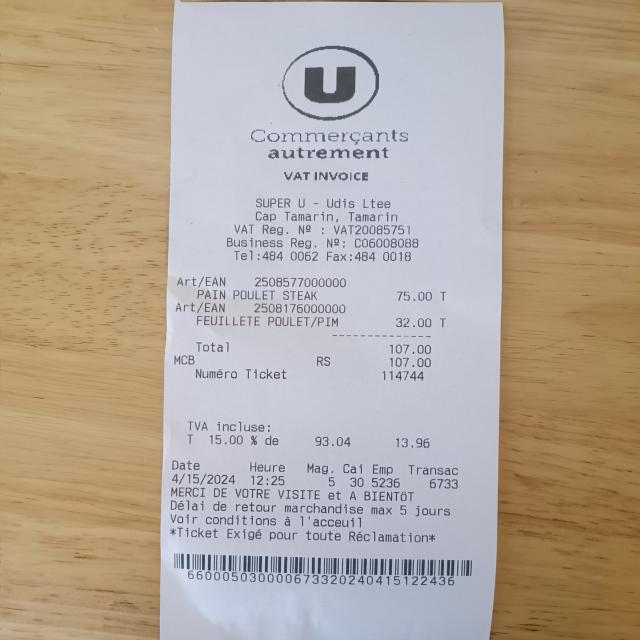 U
Commerçants
autrement
VAT INVOICE
SUPER U - Udis Ltee
Cap Tamarin, Tamarin
VAT Reg. Nº : VAT20085751
Business Reg. Nº: C06008088
Tel:484 0062 Fax:484 0018
Art/EAN 2508577000000
PAIN POULET STEAK 75.00 T
Art/EAN 2508176000000
FEUILLETE POULET/PIM 32.00 T
--------------
Total 107.00
MCB RS 107.00
Numéro Ticket 114744
TVA incluse:
T 15.00 % de 93.04 13.96
Date Heure Mag. Cai Emp Transac
4/15/2024 12:25 5 30 5236 6733
MERCI DE VOTRE VISITE et A BIENTÔT
Délai de retour marchandise max 5 jours
Voir conditions à l'acceuil
*Ticket Exigé pour toute Réclamation*
660005030000673320240415122436